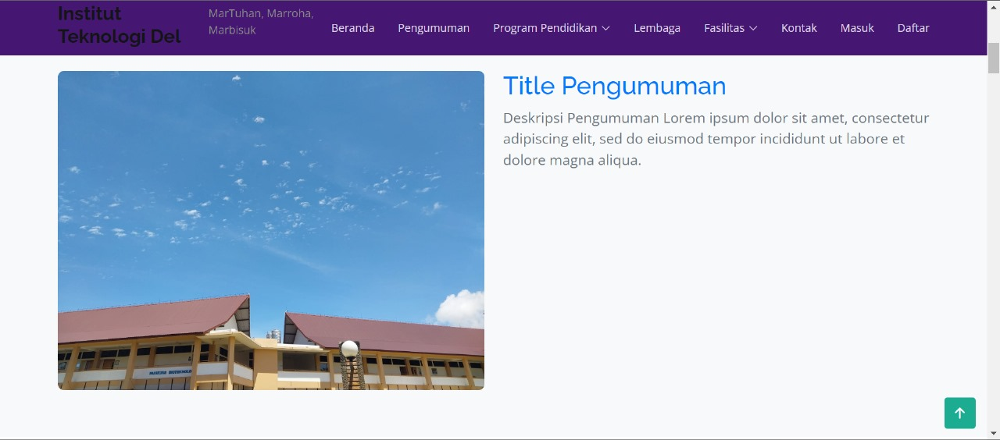 Institut
Teknologi Del
MarTuhan, Marroha,
Marbisuk
Beranda Pengumuman Program Pendidikan Lembaga Fasilitas Kontak Masuk Daftar
Title Pengumuman
Deskripsi Pengumuman Lorem ipsum dolor sit amet, consectetur
adipiscing elit, sed do eiusmod tempor incididunt ut labore et
dolore magna aliqua.